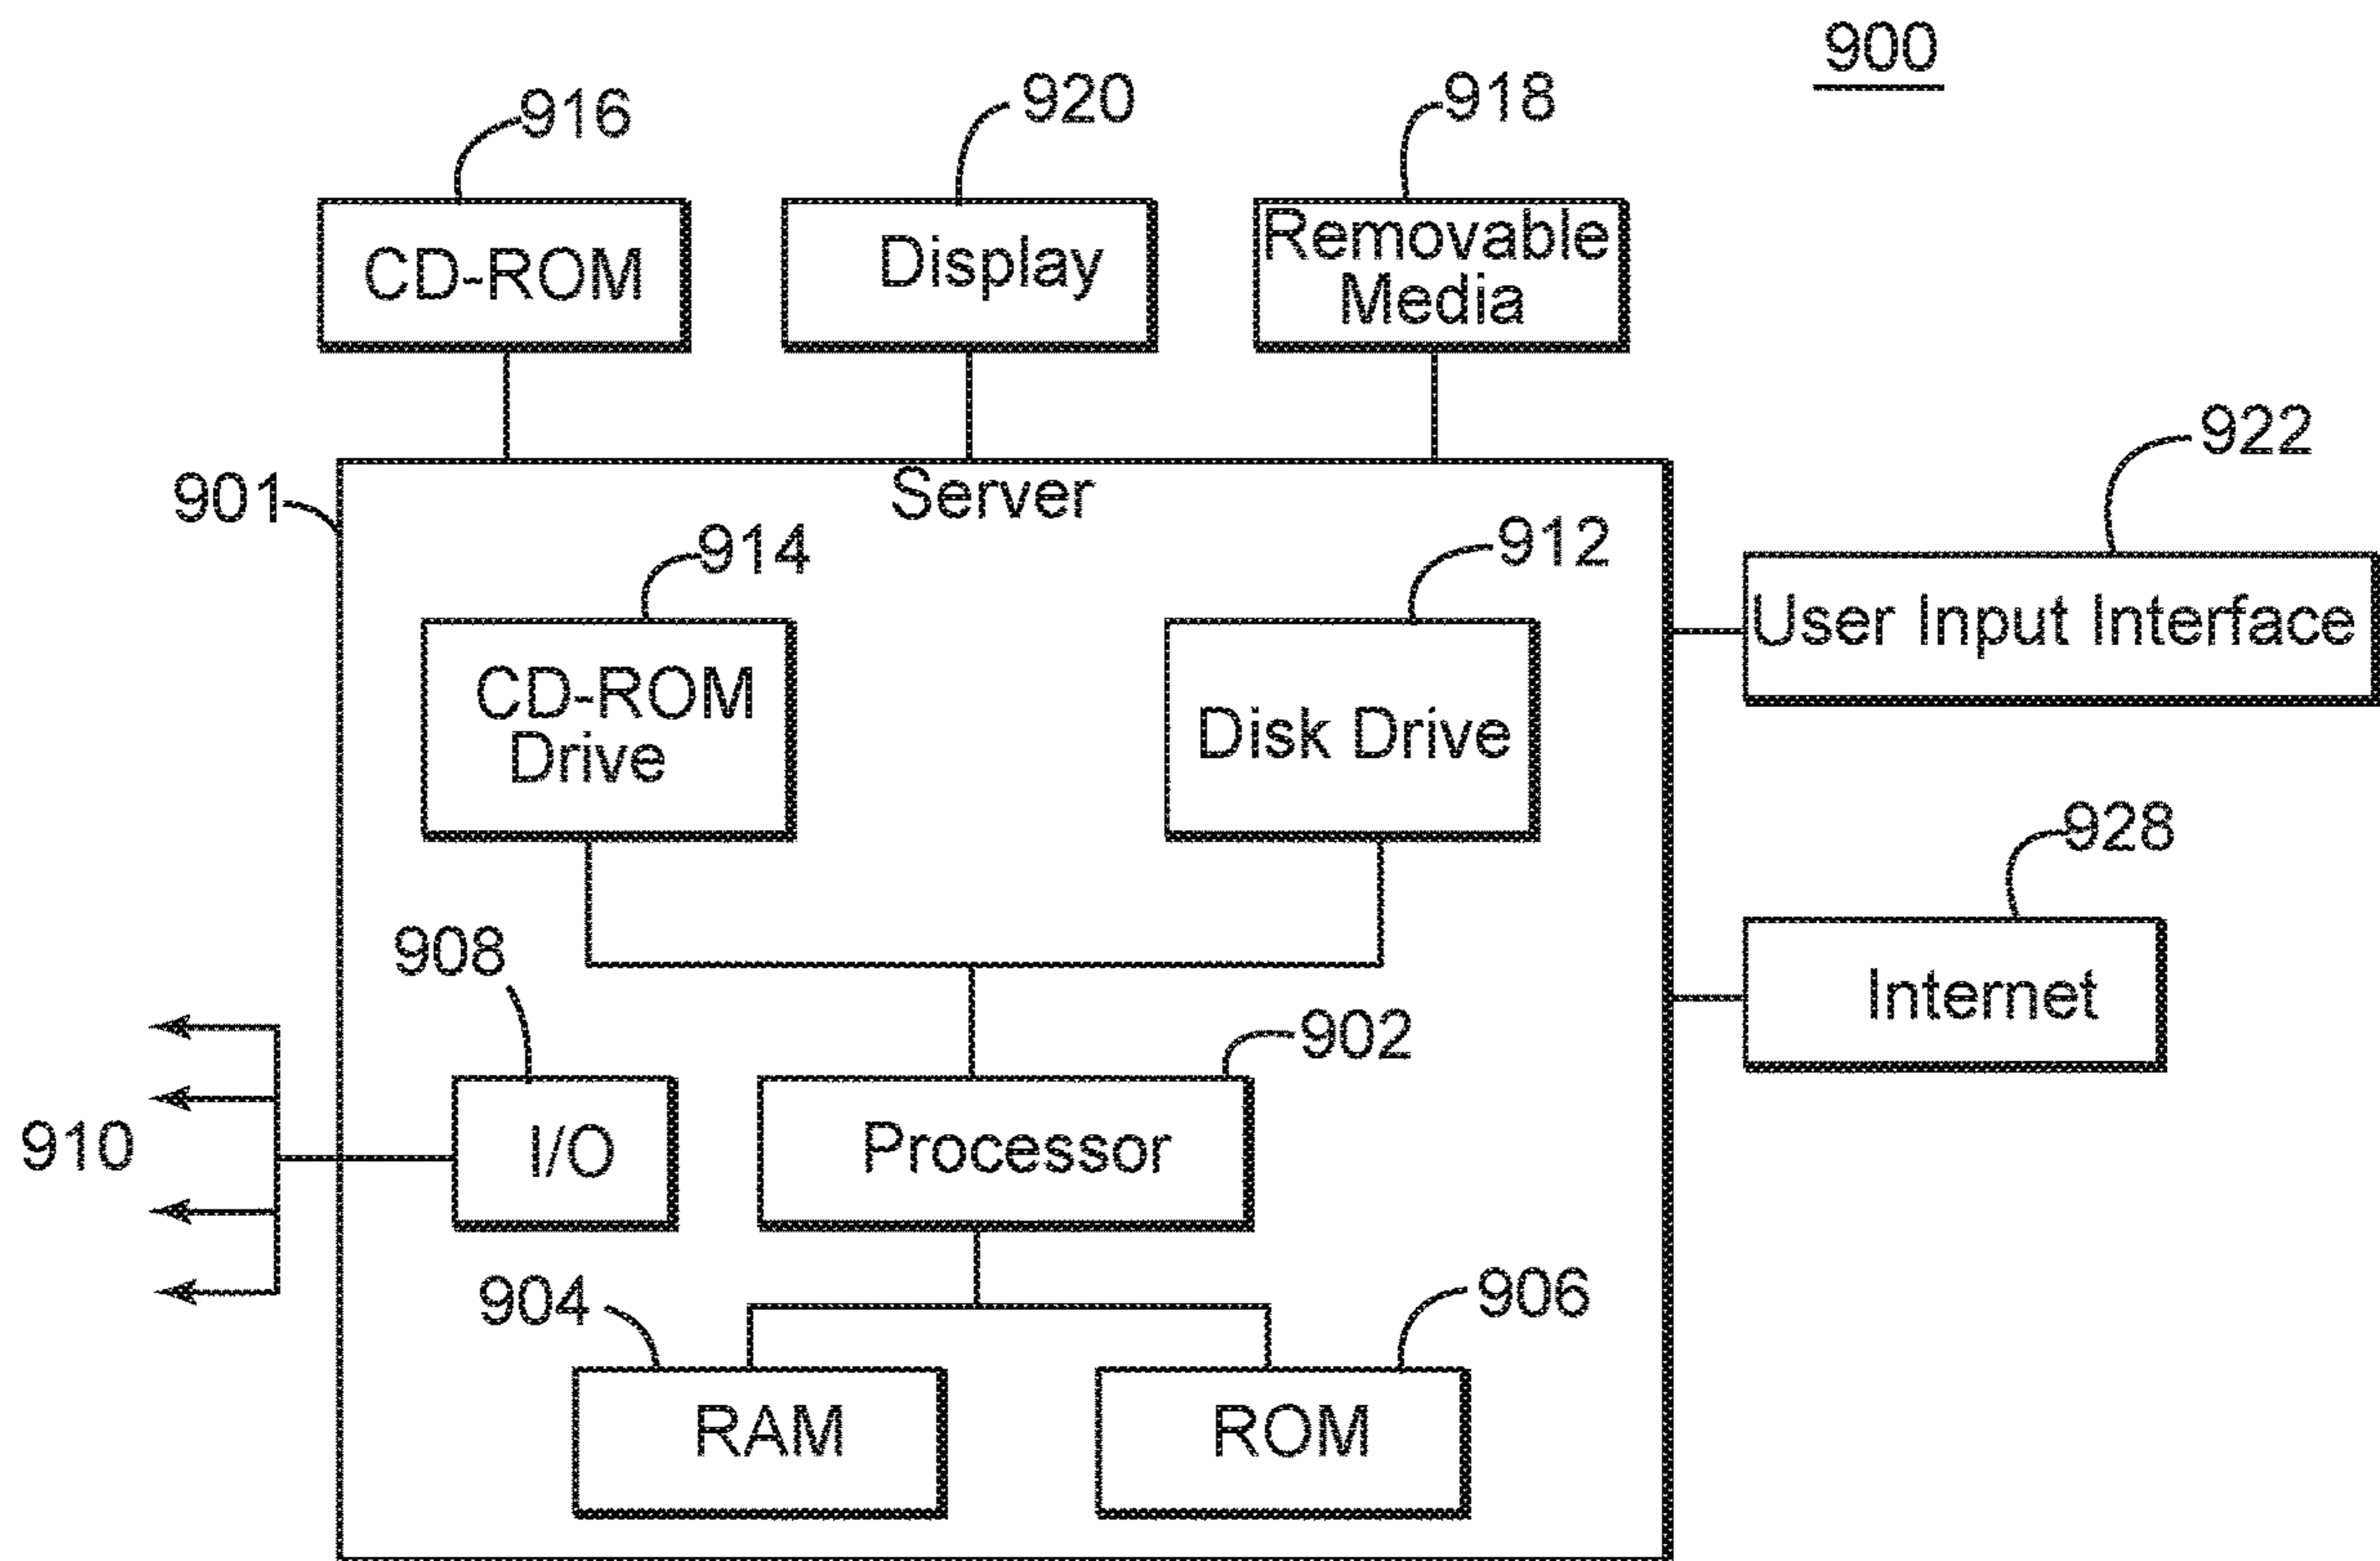 900
916
920
918
CD-ROM
Display
Removable
Media
922
901
Server
914
912
User Input Interface
CD-ROM
Drive
Disk Drive
928
908
Internet
902
910
I/O
Processor
904
906
RAM
ROM